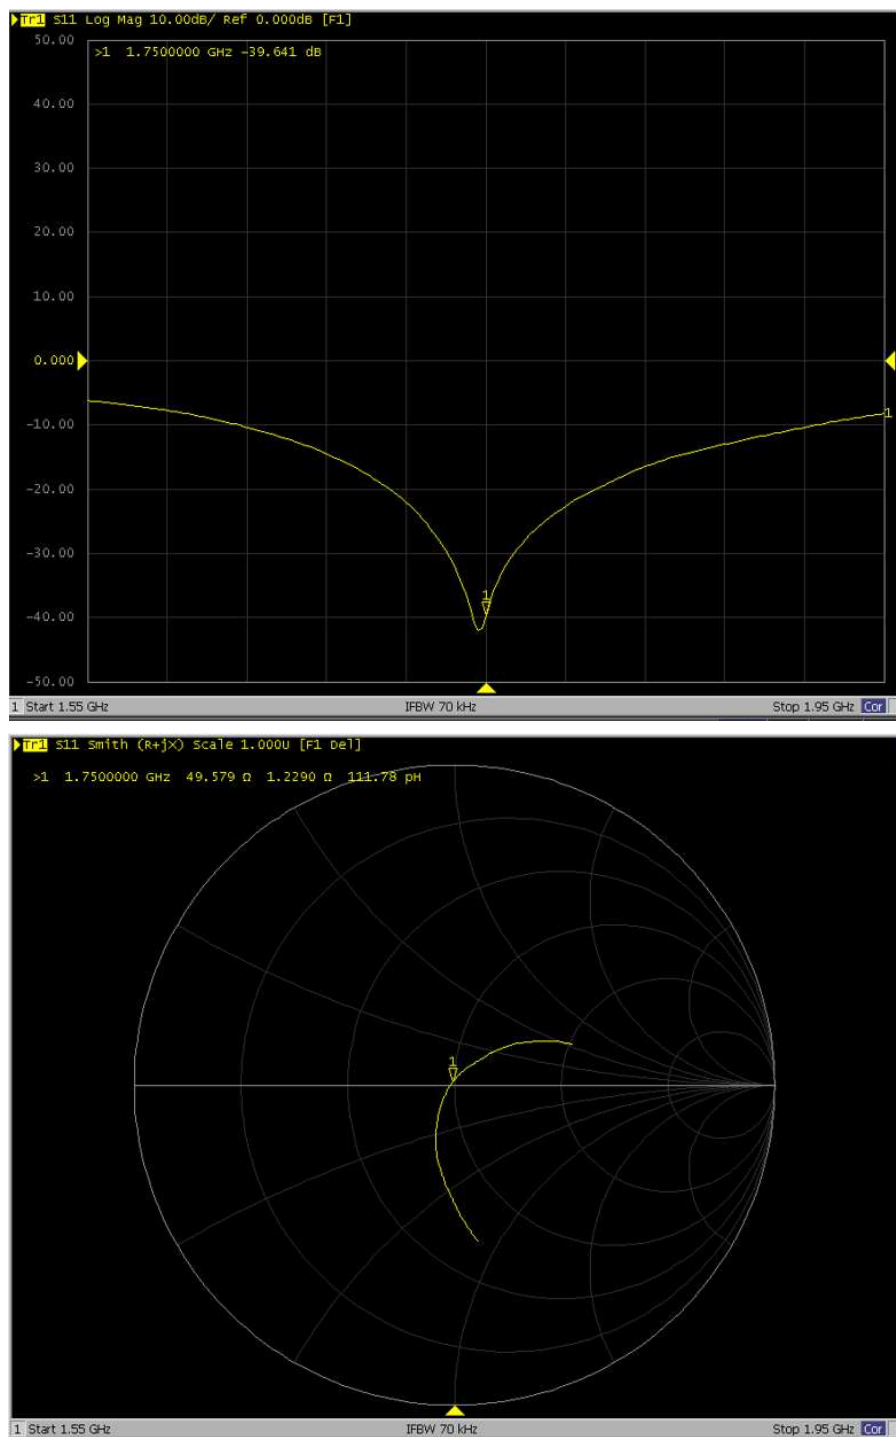 Tr1 S11 Log Mag 10.00dB/ Ref 0.000dB [F1]
50.00
>1 1.7500000 GHz -39.641 dB
40.00
30.00
20.00
10.00
0.000
-10.00
1
-20.00
-30.00
1
-40.00
-50.00
1 Start 1.55 GHz IFBW 70 kHz Stop 1.95 GHz Cor
Tr1 S11 Smith (R+jX) Scale 1.000U [F1 Del]
>1 1.7500000 GHz 49.579 Ω 1.2290 Ω 111.78 pH
1
1 Start 1.55 GHz IFBW 70 kHz Stop 1.95 GHz Cor